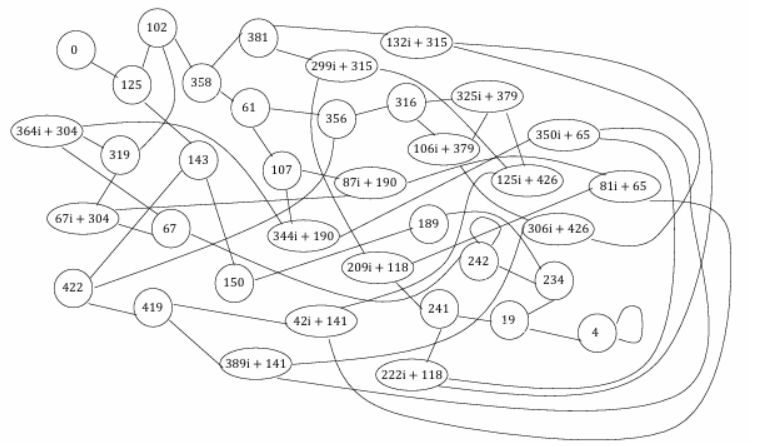 102
0
381
132i + 315
299i + 315
125
358
61
316
325i + 379
364i + 304
319
356
350i + 65
143
106i + 379
107
87i + 190
125i + 426
81i + 65
67i + 304
67
344i + 190
189
306i + 426
422
150
209i + 118
242
234
419
42i + 141
241
19
4
389i + 141
222i + 118